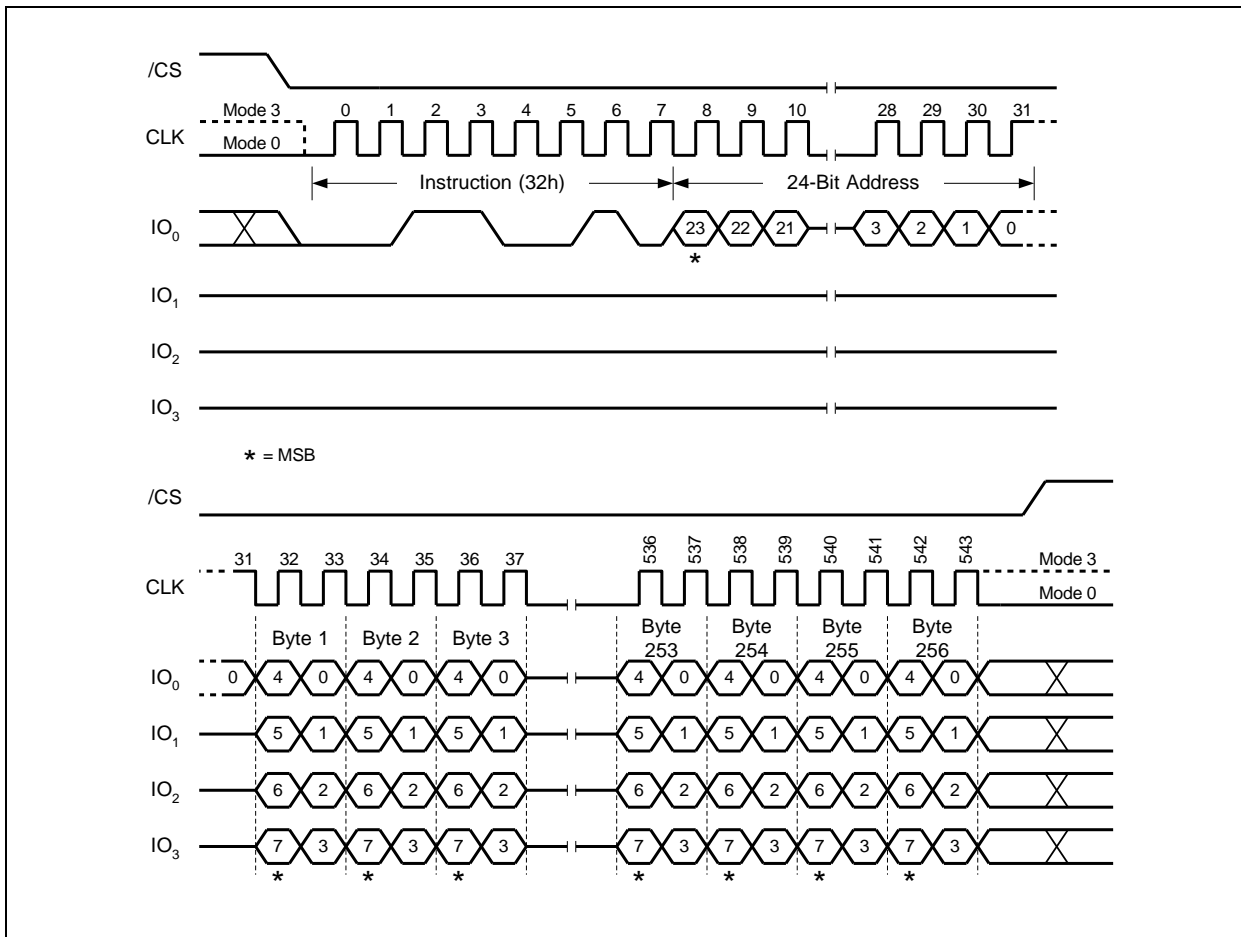 /CS
Mode 3 0 1 2 3 4 5 6 7 8 9 10 28 29 30 31
CLK Mode 0
Instruction (32h) 24-Bit Address
IO0 23 22 21 3 2 1 0
*
IO1
IO2
IO3
* = MSB
/CS
31 32 33 34 35 36 37 536 537 538 539 540 541 542 543 Mode 3
CLK Mode 0
Byte 1 Byte 2 Byte 3 Byte 253 Byte 254 Byte 255 Byte 256
IO0 0 4 0 4 0 4 0 4 0 4 0 4 0 4 0
IO1 5 1 5 1 5 1 5 1 5 1 5 1 5 1
IO2 6 2 6 2 6 2 6 2 6 2 6 2 6 2
IO3 7 3 7 3 7 3 7 3 7 3 7 3 7 3
* * * * * * *